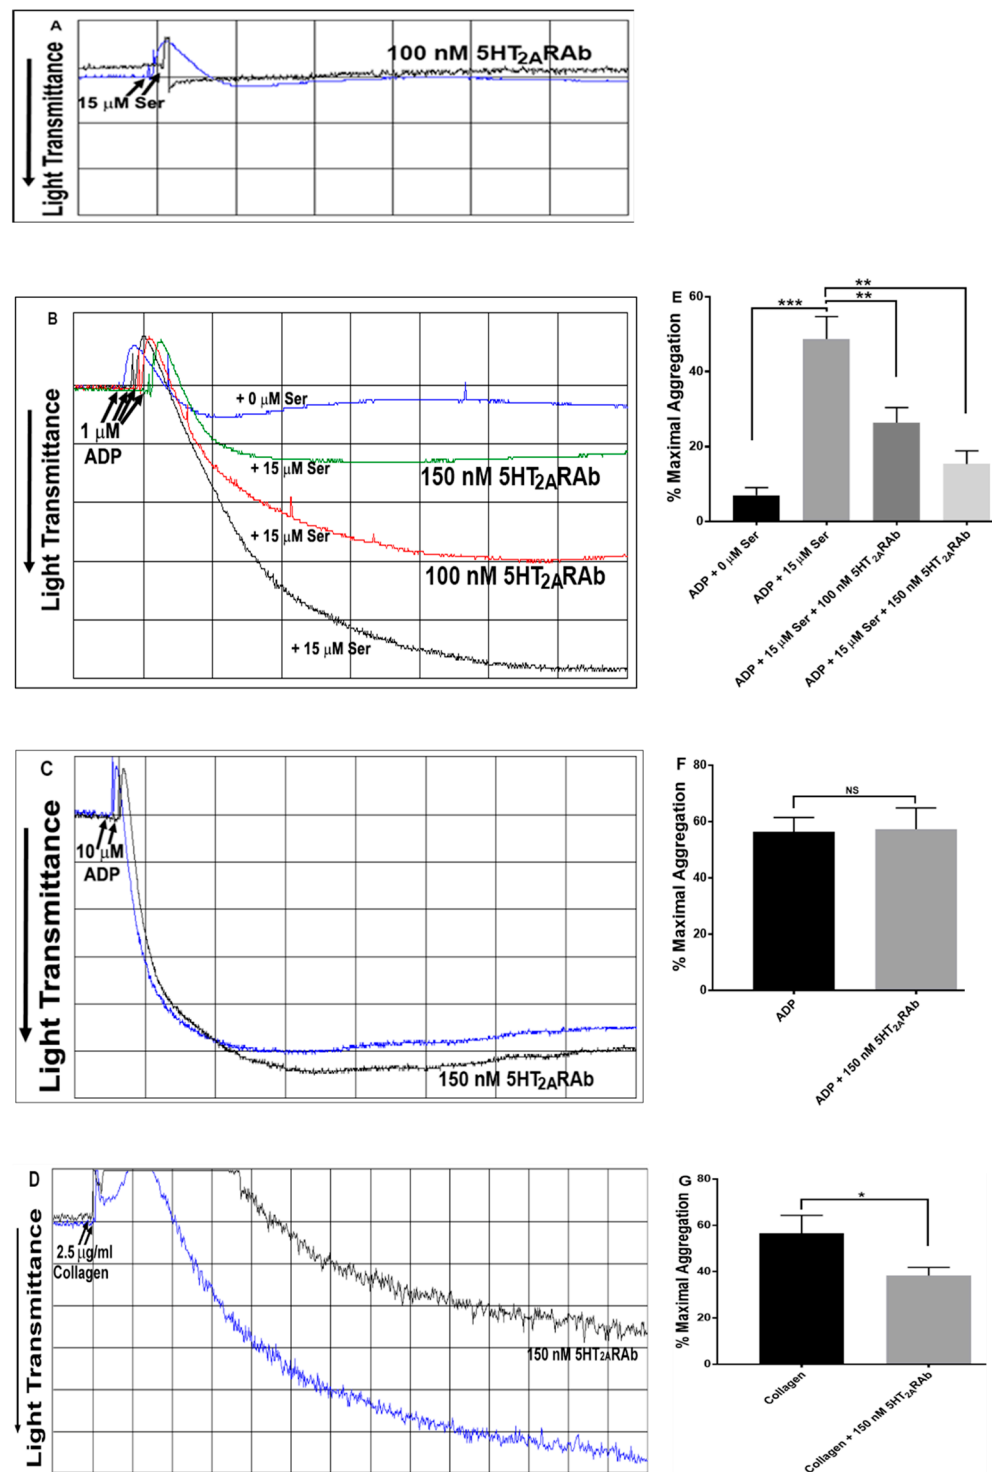 A
100 nM 5HT2ARAb
15 µM Ser
Light Transmittance
B
+ 0 µM Ser
1 µM
ADP
+ 15 µM Ser
150 nM 5HT2ARAb
+ 15 µM Ser
100 nM 5HT2ARAb
+ 15 µM Ser
Light Transmittance
E
60
40
20
0
% Maximal Aggregation
***
**
**
ADP + 0 µM Ser
ADP + 15 µM Ser
ADP + 15 µM Ser + 100 nM 5HT2ARAb
ADP + 15 µM Ser + 150 nM 5HT2ARAb
C
10 µM
ADP
150 nM 5HT2ARAb
Light Transmittance
F
80
60
40
20
0
% Maximal Aggregation
NS
ADP
ADP + 150 nM 5HT2ARAb
D
2.5 µg/ml
Collagen
150 nM 5HT2ARAb
Light Transmittance
G
80
60
40
20
0
% Maximal Aggregation
*
Collagen
Collagen + 150 nM 5HT2ARAb